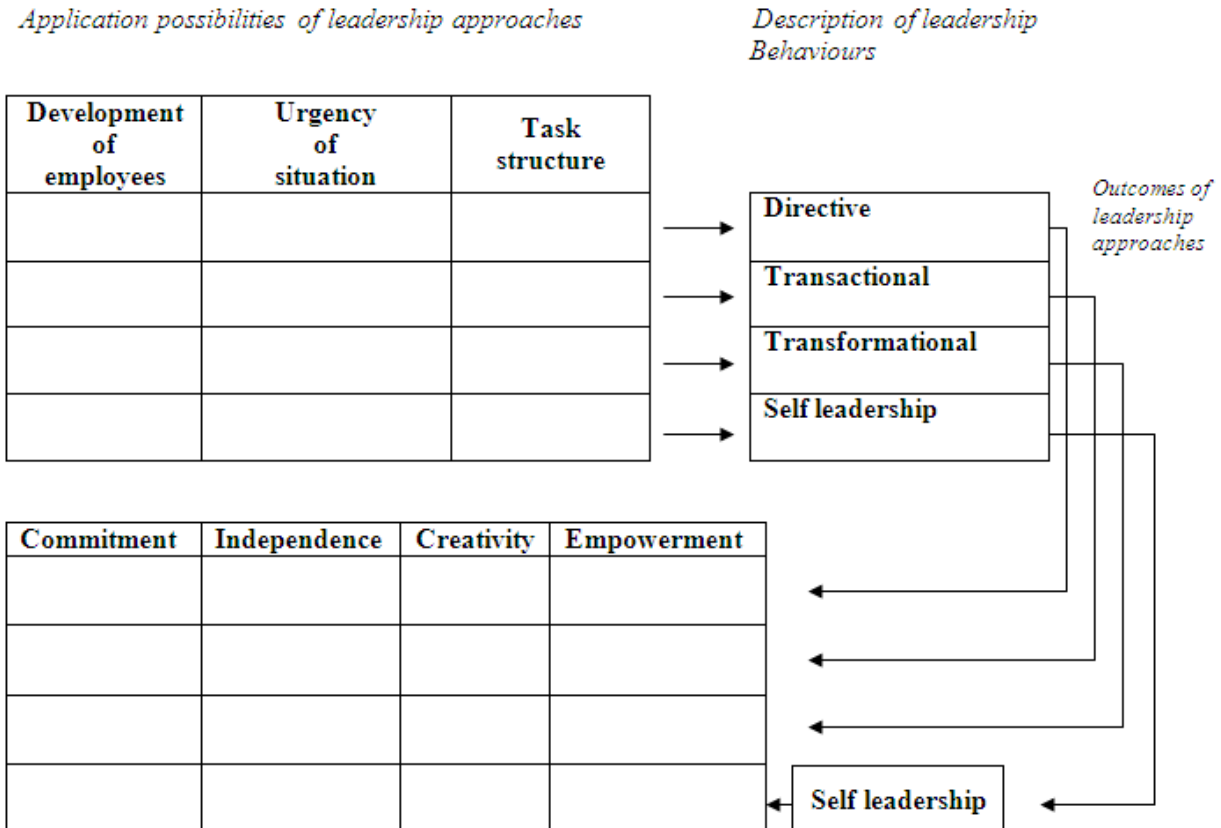 Application possibilities of leadership approaches
Description of leadership
Behaviours
Development
of
employees
Urgency
of
situation
Task
structure
Outcomes of
leadership
approaches
Directive
Transactional
Transformational
Self leadership
Commitment
Independence
Creativity
Empowerment
Self leadership